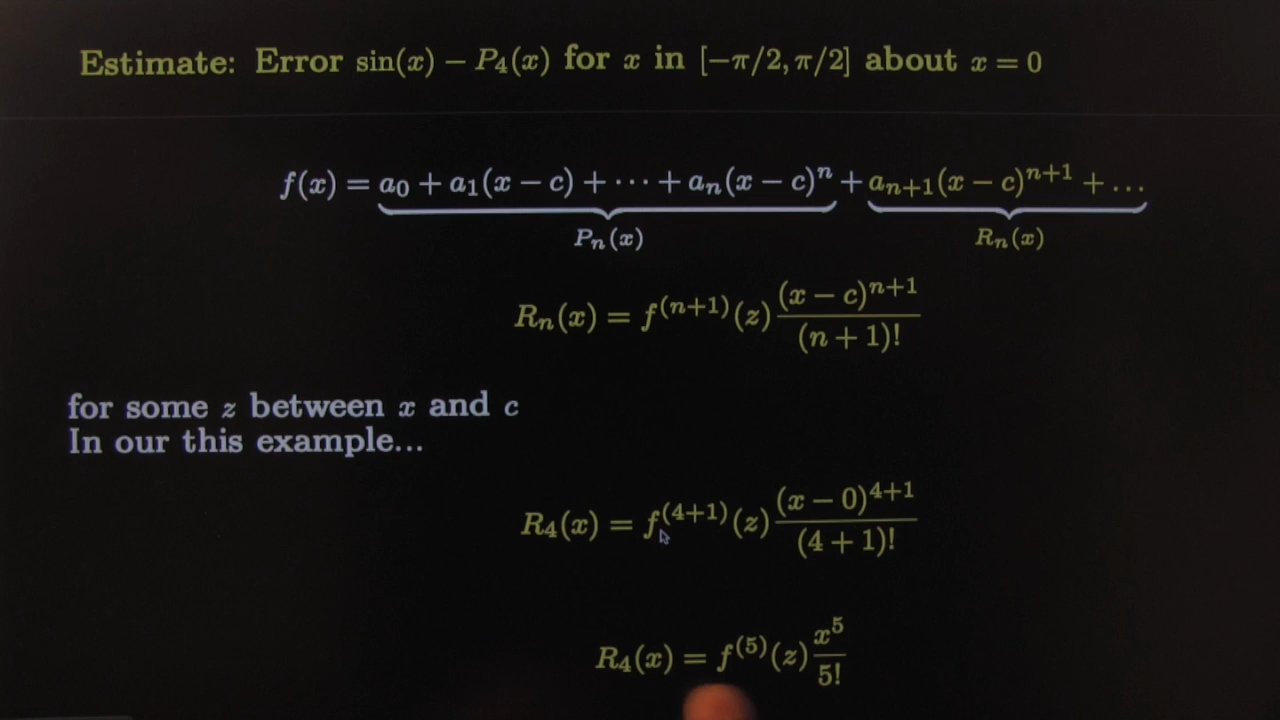 Estimate: Error sin(x) − P₄(x) for x in [−π/2, π/2] about x = 0
f(x) = a₀ + a₁(x − c) + ⋯ + aₙ(x − c)ⁿ + aₙ₊₁(x − c)ⁿ⁺¹ + …
Pₙ(x) Rₙ(x)
Rₙ(x) = f⁽ⁿ⁺¹⁾(z) (x − c)ⁿ⁺¹ / (n + 1)!
for some z between x and c
In our this example...
R₄(x) = f⁽⁴⁺¹⁾(z) (x − 0)⁴⁺¹ / (4 + 1)!
R₄(x) = f⁽⁵⁾(z) x⁵ / 5!